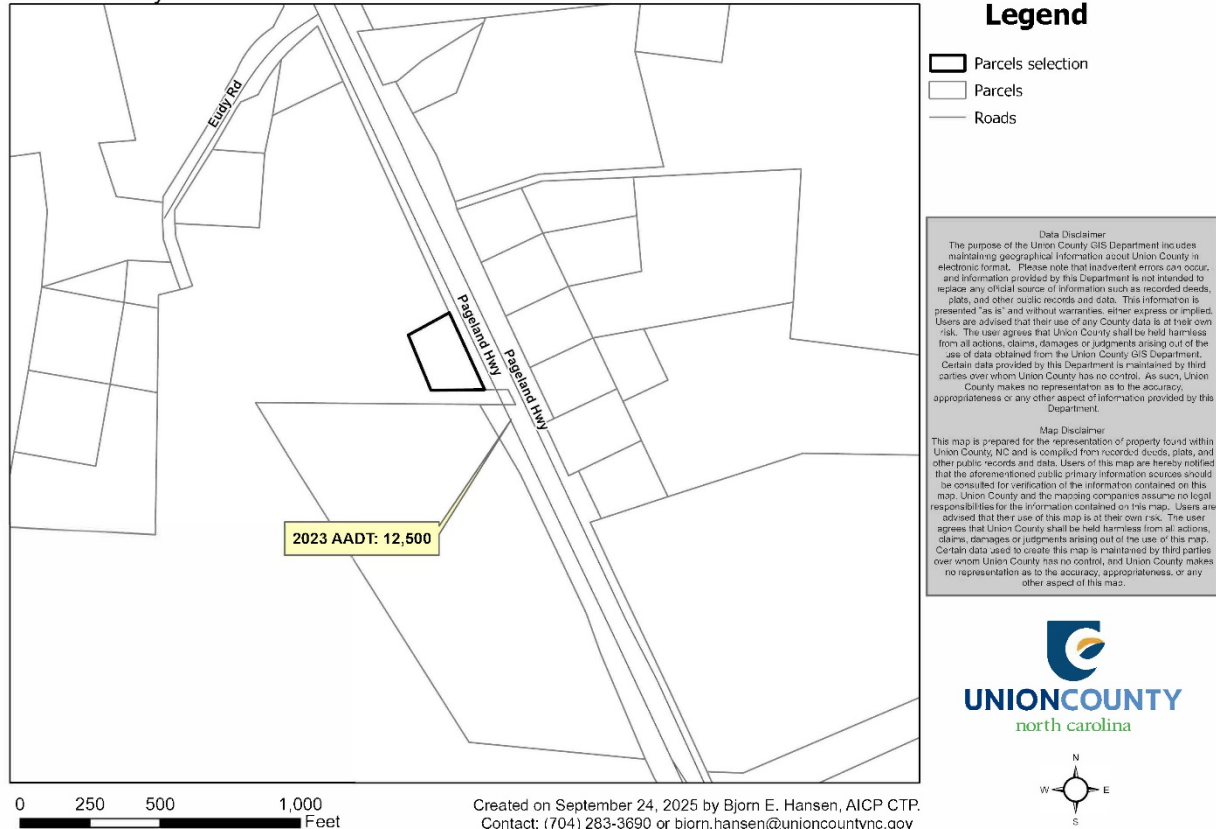 Legend
Parcels selection
Parcels
Roads
Eudy Rd
Pageland Hwy
Pageland Hwy
2023 AADT: 12,500
Data Disclaimer
The purpose of the Union County GIS Department includes
maintaining geographical information about Union County in
electronic format. Please note that inadvertent errors can occur,
and information provided by this Department is not intended to
replace any official source of information such as recorded deeds,
plats, and other public records and data. This information is
presented "as is" and without warranties, either express or implied.
Users are advised that their use of any County data is at their own
risk. The user agrees that Union County shall be held harmless
from all actions, claims, damages or judgments arising out of the
use of data obtained from the Union County GIS Department.
Certain data provided by this Department is maintained by third
parties over whom Union County has no control. As such, Union
County makes no representation as to the accuracy,
appropriateness or any other aspect of information provided by this
Department.
Map Disclaimer
This map is prepared for the representation of property found within
Union County, NC and is compiled from recorded deeds, plats, and
other public records and data. Users of this map are hereby notified
that the aforementioned public primary information sources should
be consulted for verification of the information contained on this
map. Union County and the mapping companies assume no legal
responsibilities for the information contained on this map. Users are
advised that their use of this map is at their own risk. The user
agrees that Union County shall be held harmless from all actions,
claims, damages or judgments arising out of the use of this map.
Certain data used to create this map is maintained by third parties
over whom Union County has no control, and Union County makes
no representation as to the accuracy, appropriateness, or any
other aspect of this map.
UNIONCOUNTY
north carolina
N
W E
S
0 250 500 1,000
Feet
Created on September 24, 2025 by Bjorn E. Hansen, AICP CTP.
Contact: (704) 283-3690 or bjorn.hansen@unioncountync.gov